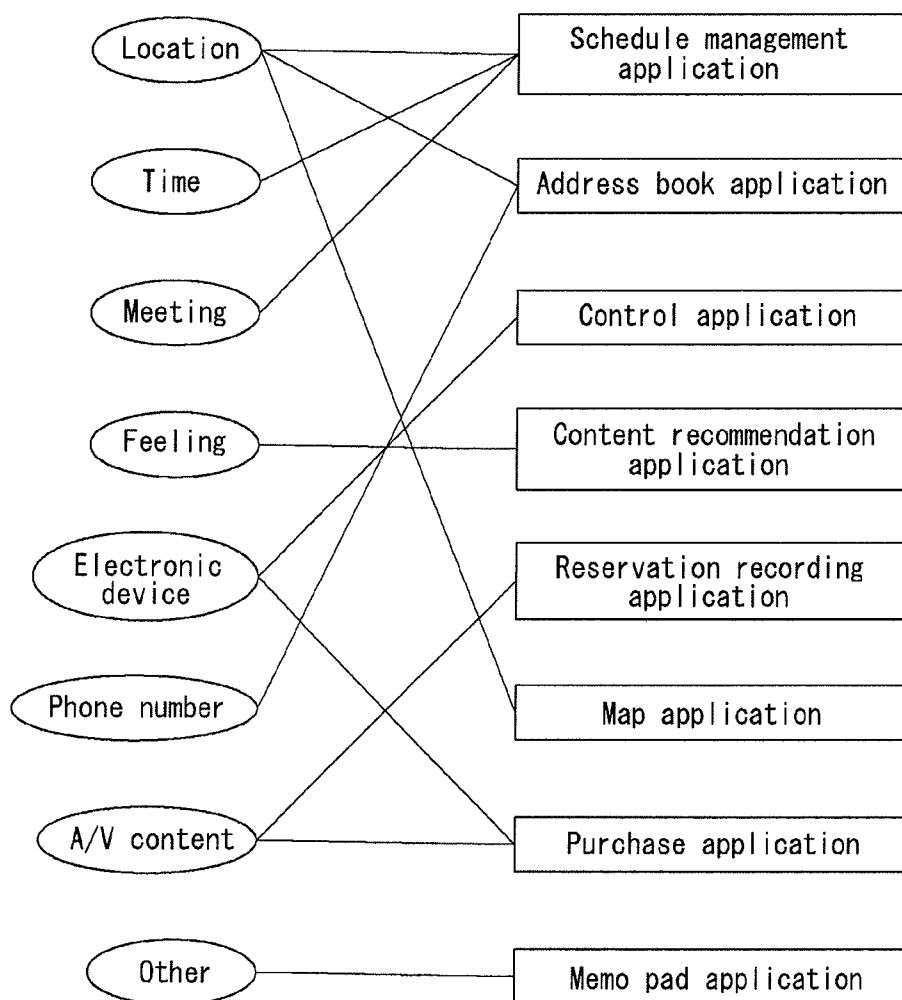 Location
Schedule management
application
Time
Address book application
Meeting
Control application
Feeling
Content recommendation
application
Electronic
device
Reservation recording
application
Phone number
Map application
A/V content
Purchase application
Other
Memo pad application